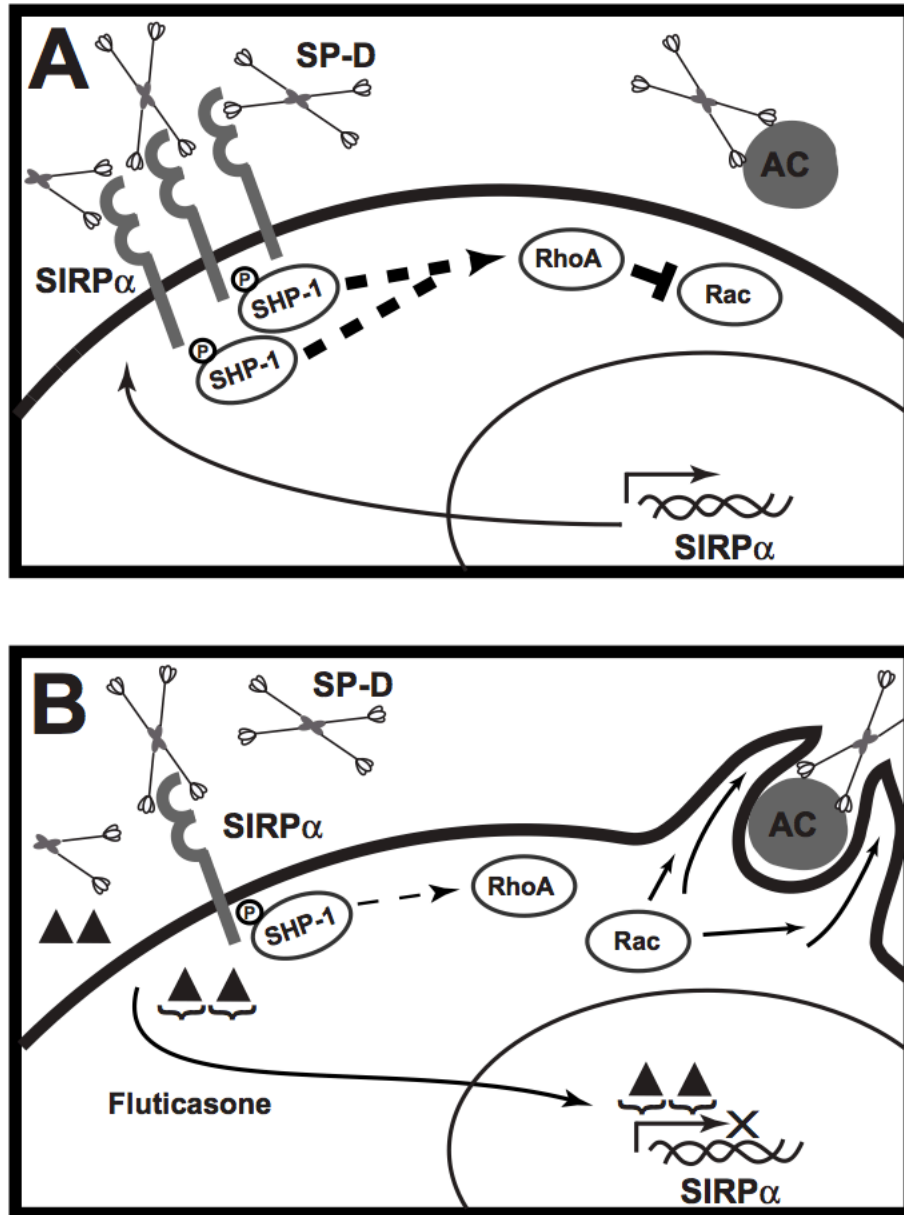 A
SP-D
AC
SIRPα
P
SHP-1
P
SHP-1
RhoA
Rac
SIRPα
B
SP-D
SIRPα
AC
P
SHP-1
RhoA
Rac
Fluticasone
X
SIRPα